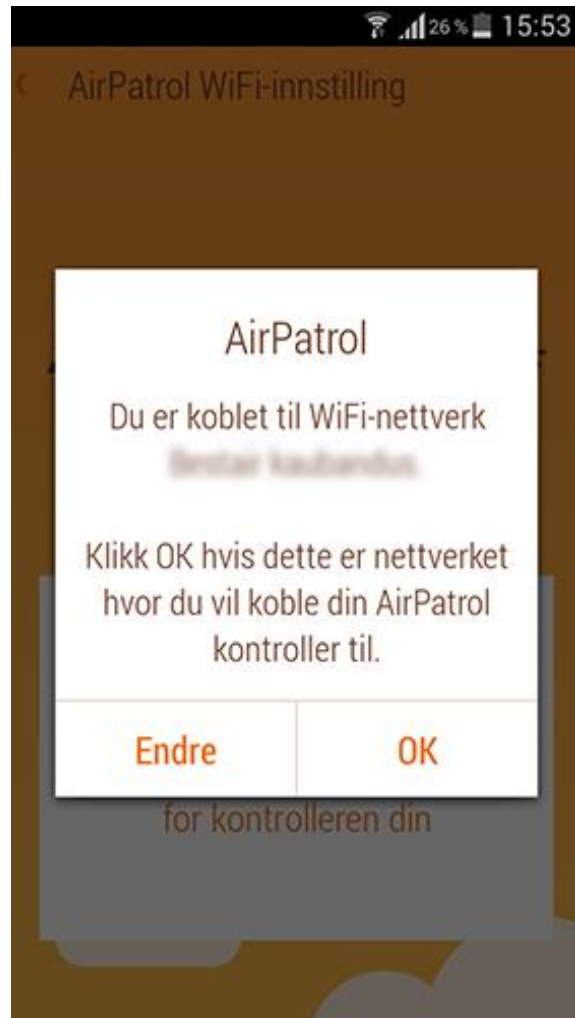 26 % 15:53
AirPatrol WiFi-innstilling
AirPatrol
Du er koblet til WiFi-nettverk
Klikk OK hvis dette er nettverket
hvor du vil koble din AirPatrol
kontroller til.
Endre OK
for kontrolleren din